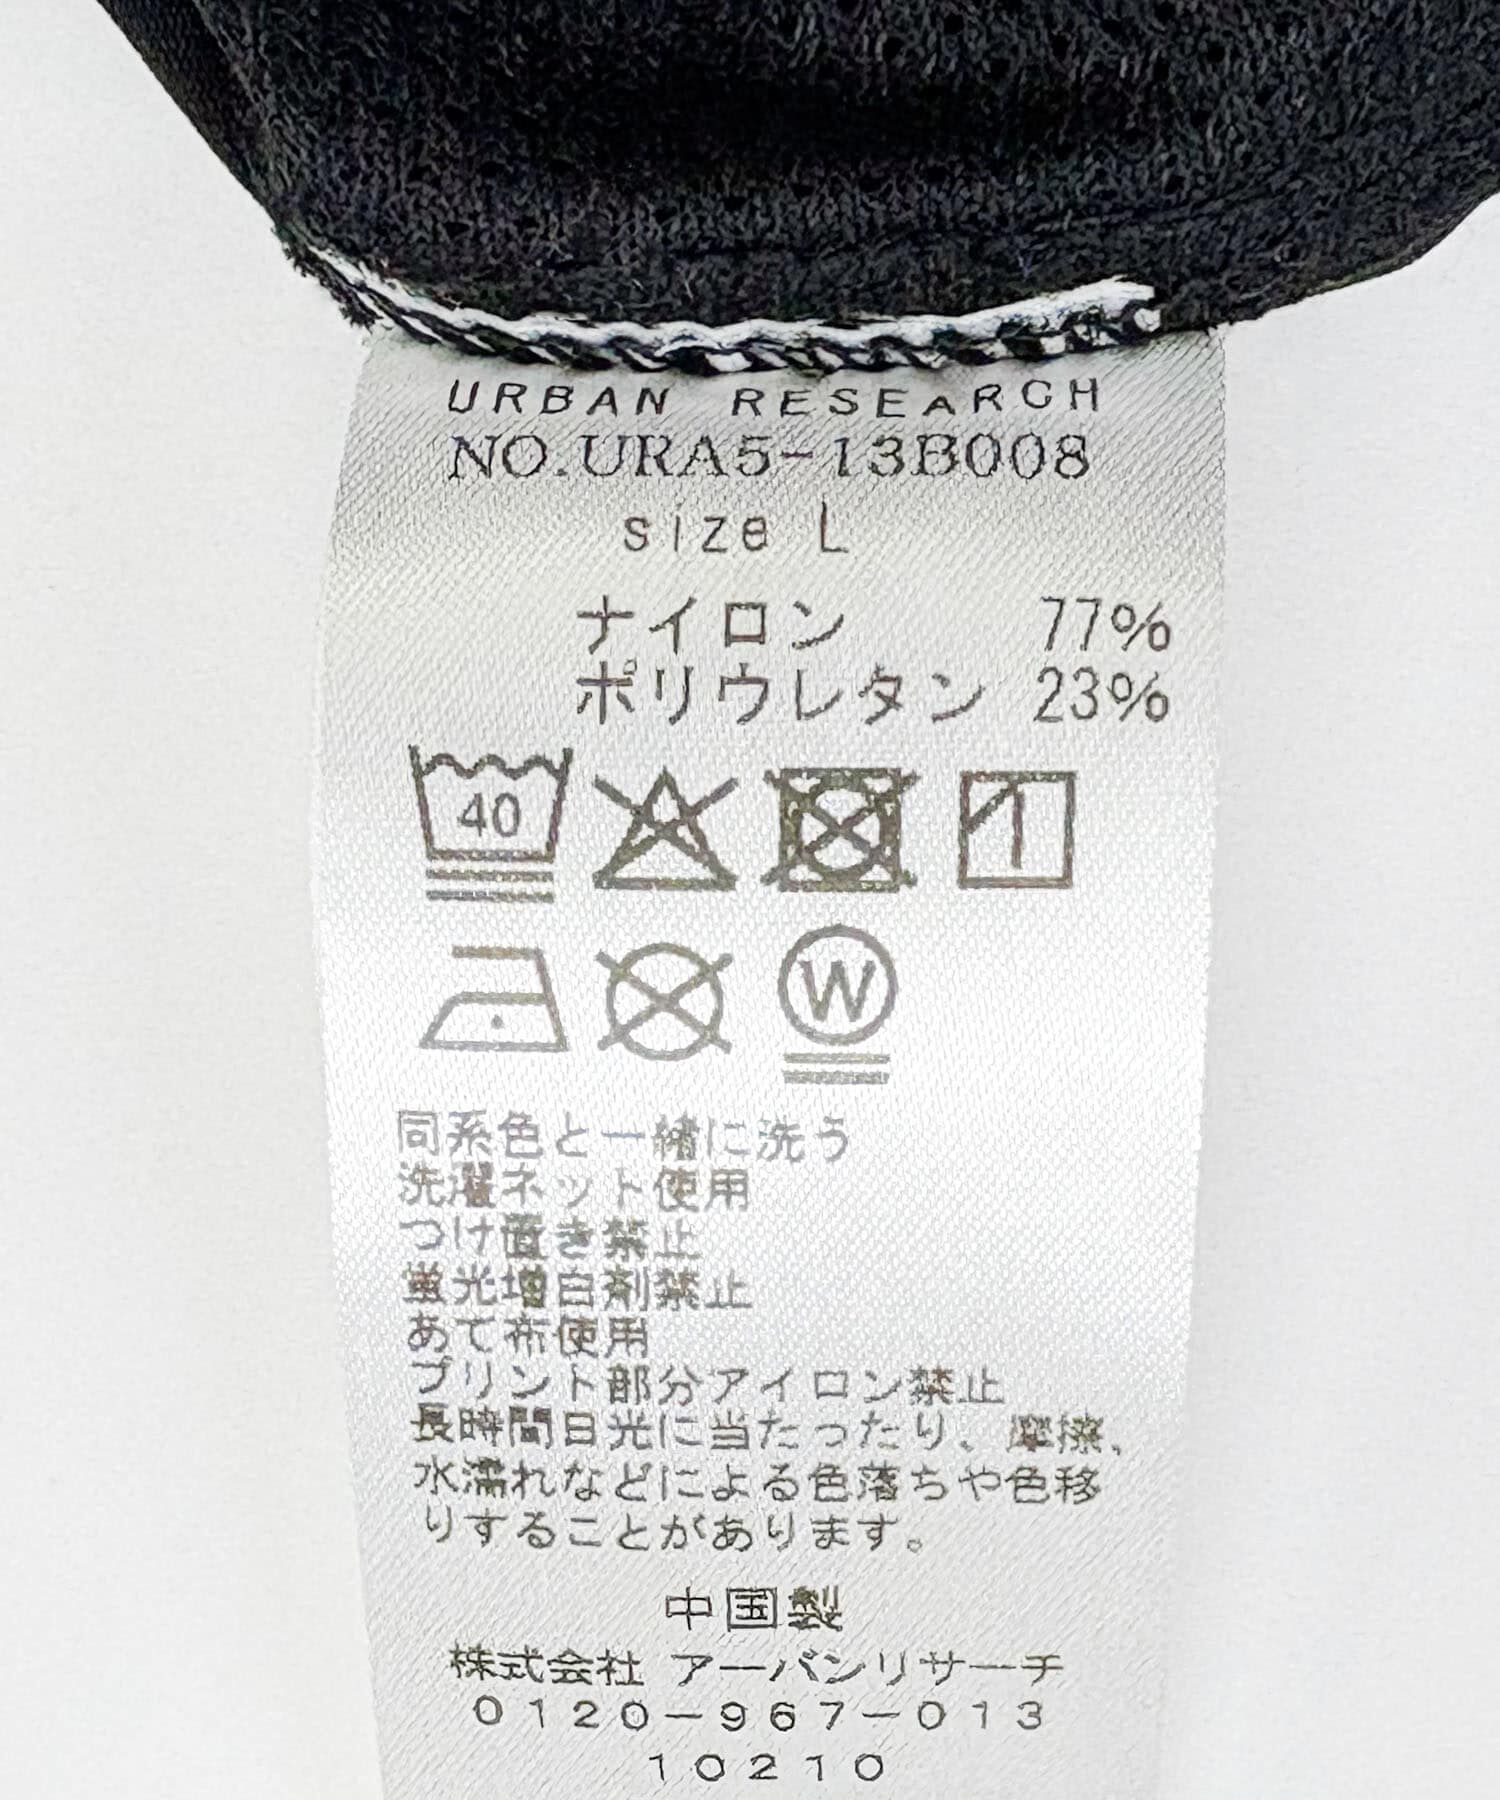 URBAN RESEARCH
NO.URA5-13B008
size L
ナイロン 77%
ポリウレタン 23%
40
W
同系色と一緒に洗う
洗濯ネット使用
つけ置き禁止
蛍光増白剤禁止
あて布使用
プリント部分アイロン禁止
長時間日光に当たったり、摩擦、
水濡れなどによる色落ちや色移
りすることがあります。
中国製
株式会社 アーバンリサーチ
0120-967-013
10210